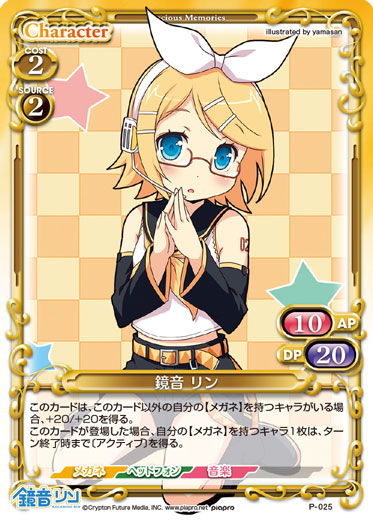 Precious Memories
Character
illustrated by yamasan
COST
2
SOURCE
2
02
10 AP
DP 20
鏡音 リン
このカードは、このカード以外の自分の【メガネ】を持つキャラがいる場
合、+20/+20を得る。
このカードが登場した場合、自分の【メガネ】を持つキャラ1枚は、ターン
終了時まで〔アクティブ〕を得る。
メガネ ヘッドフォン 音楽
鏡音リン
©Crypton Future Media, INC. www.piapro.net piapro
P-025